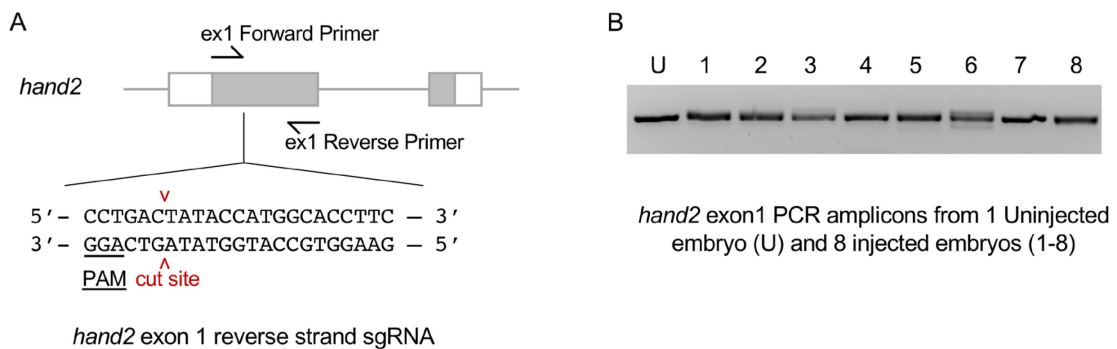 A
ex1 Forward Primer
hand2
ex1 Reverse Primer
5’– CCTGACTATACCATGGCACCTTC – 3’
3’– GGACTGATATGGTACCGTGGAAG – 5’
PAM cut site
hand2 exon 1 reverse strand sgRNA
B
U 1 2 3 4 5 6 7 8
hand2 exon1 PCR amplicons from 1 Uninjected
embryo (U) and 8 injected embryos (1-8)